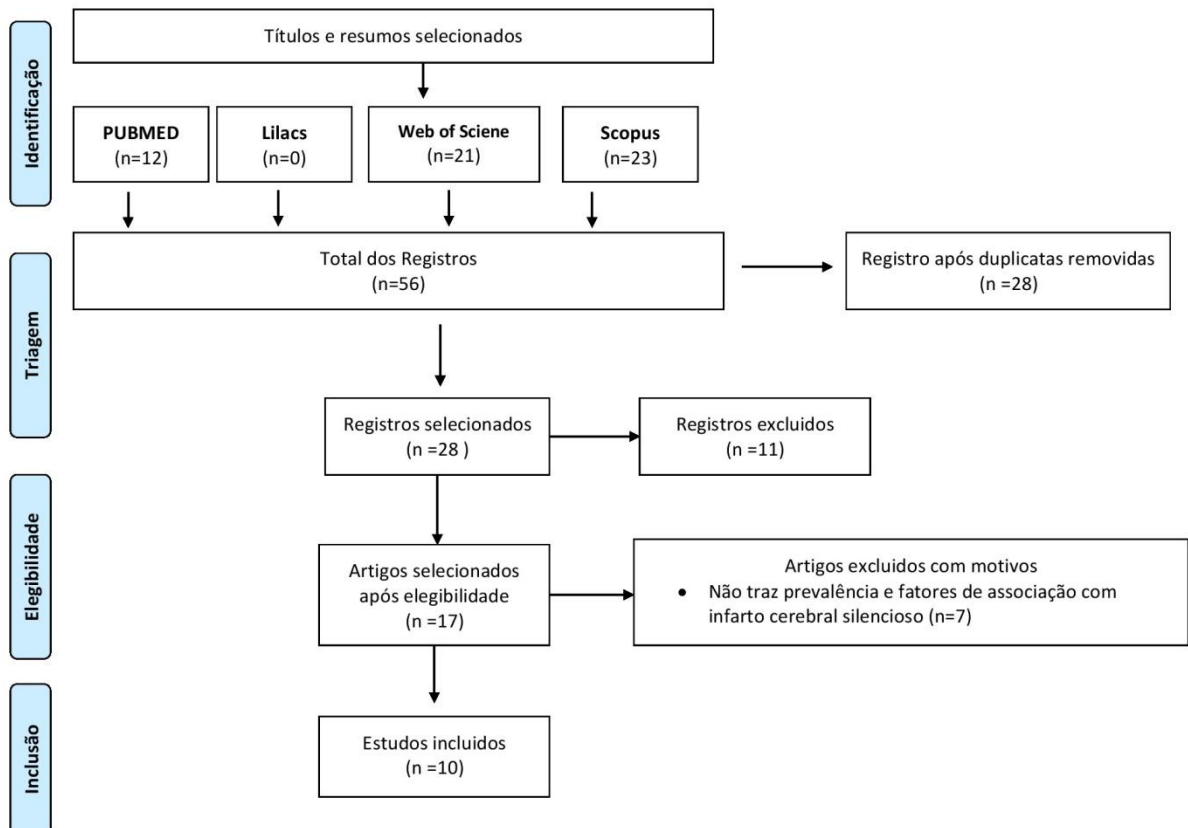 Identificação
Títulos e resumos selecionados
PUBMED
(n=12)
Lilacs
(n=0)
Web of Sciene
(n=21)
Scopus
(n=23)
Triagem
Total dos Registros
(n=56)
Registro após duplicatas removidas
(n =28)
Registros selecionados
(n =28 )
Registros excluidos
(n =11)
Elegibilidade
Artigos selecionados
após elegibilidade
(n =17)
Artigos excluidos com motivos
• Não traz prevalência e fatores de associação com
infarto cerebral silencioso (n=7)
Inclusão
Estudos incluidos
(n =10)